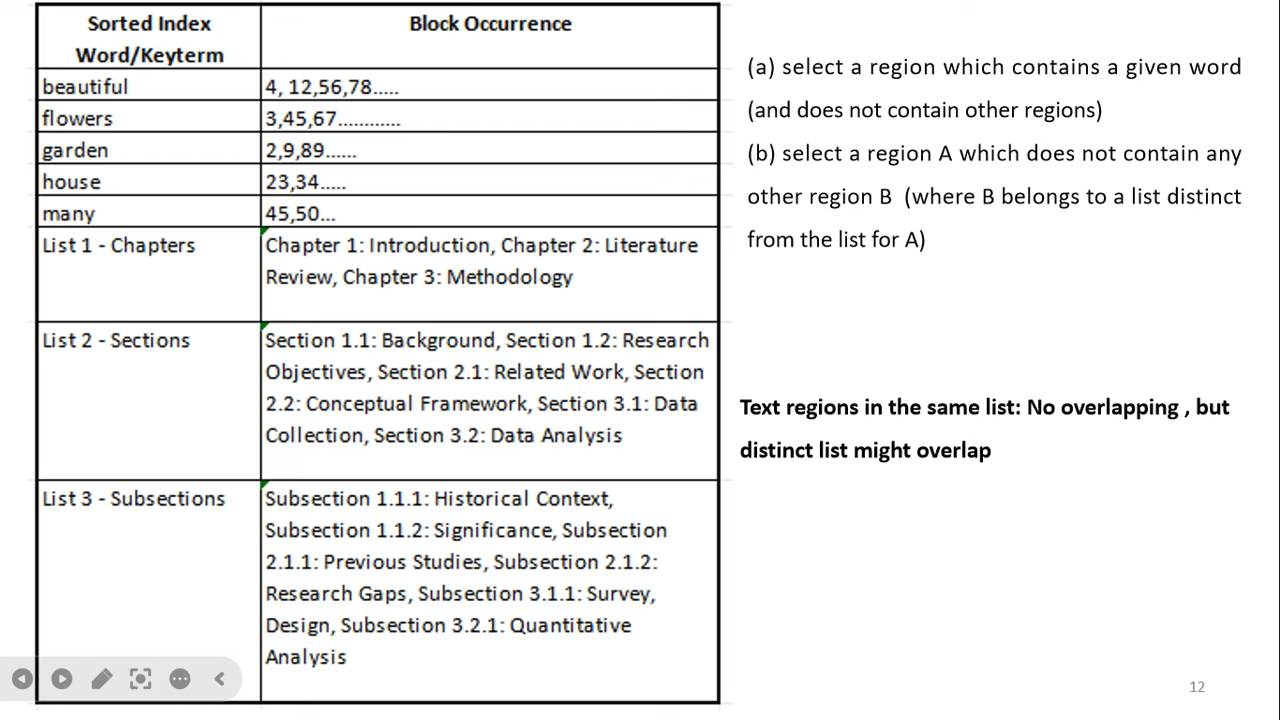 Sorted Index
Word/Keyterm
Block Occurrence
beautiful
4, 12,56,78.....
flowers
3,45,67............
garden
2,9,89......
house
23,34.....
many
45,50...
List 1 - Chapters
Chapter 1: Introduction, Chapter 2: Literature
Review, Chapter 3: Methodology
List 2 - Sections
Section 1.1: Background, Section 1.2: Research
Objectives, Section 2.1: Related Work, Section
2.2: Conceptual Framework, Section 3.1: Data
Collection, Section 3.2: Data Analysis
List 3 - Subsections
Subsection 1.1.1: Historical Context,
Subsection 1.1.2: Significance, Subsection
2.1.1: Previous Studies, Subsection 2.1.2:
Research Gaps, Subsection 3.1.1: Survey,
Design, Subsection 3.2.1: Quantitative
Analysis
(a) select a region which contains a given word
(and does not contain other regions)
(b) select a region A which does not contain any
other region B (where B belongs to a list distinct
from the list for A)
Text regions in the same list: No overlapping , but
distinct list might overlap
12